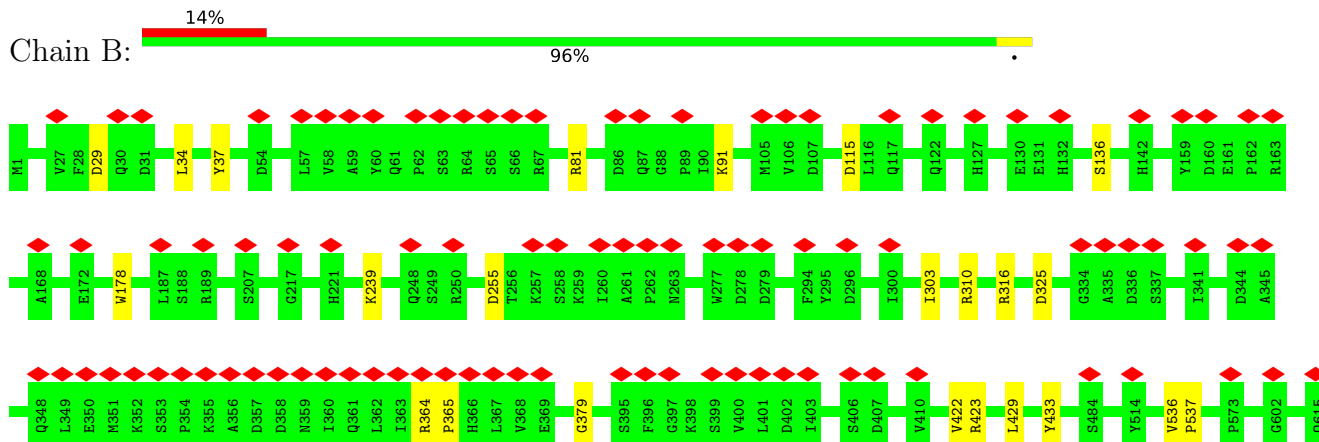 14%
Chain B:
96%
.
M1 V27 F28 D29 Q30 D31 L34 Y37 D54 L57 V58 A59 Y60 Q61 P62 S63 R64 S65 S66 R67 R81 D86 Q87 G88 P89 I90 K91 M105 V106 D107 D115 L116 Q117 Q122 H127 E130 E131 H132 S136 H142 Y159 D160 E161 P162 R163
A168 E172 W178 L187 S188 R189 S207 G217 H221 K239 Q248 S249 R250 D255 T256 K257 S258 K259 I260 A261 P262 N263 W277 D278 D279 F294 Y295 D296 I300 I303 R310 R316 D325 G334 A335 D336 S337 I341 D344 A345
Q348 L349 E350 M351 K352 S353 P354 K355 A356 D357 D358 N359 I360 Q361 L362 I363 R364 P365 H366 L367 V368 E369 G379 S395 F396 G397 K398 S399 V400 L401 D402 I403 S406 D407 V410 V422 R423 L429 Y433 S484 Y514 V536 P537 P573 G602